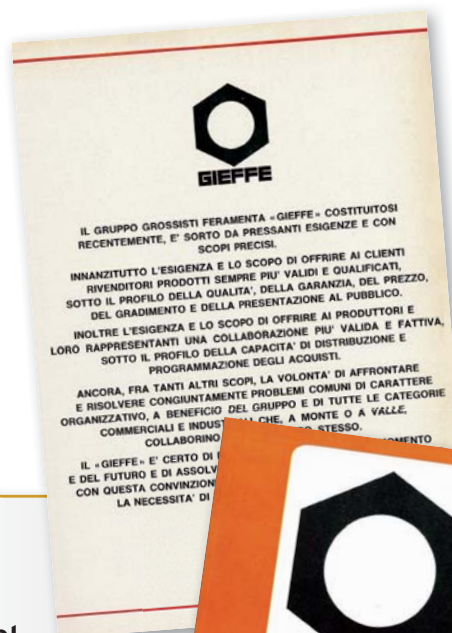 GIEFFE
IL GRUPPO GROSSISTI FERAMENTA «GIEFFE» COSTITUITOSI
RECENTEMENTE, E' SORTO DA PRESSANTI ESIGENZE E CON
SCOPI PRECISI.
INNANZITUTTO L'ESIGENZA E LO SCOPO DI OFFRIRE AI CLIENTI
RIVENDITORI PRODOTTI SEMPRE PIU' VALIDI E QUALIFICATI,
SOTTO IL PROFILO DELLA QUALITA', DELLA GARANZIA, DEL PREZZO,
DEL GRADIMENTO E DELLA PRESENTAZIONE AL PUBBLICO.
INOLTRE L'ESIGENZA E LO SCOPO DI OFFRIRE AI PRODUTTORI E
LORO RAPPRESENTANTI UNA COLLABORAZIONE PIU' VALIDA E FATTIVA,
SOTTO IL PROFILO DELLA CAPACITA' DI DISTRIBUZIONE E
PROGRAMMAZIONE DEGLI ACQUISTI.
ANCORA, FRA TANTI ALTRI SCOPI, LA VOLONTA' DI AFFRONTARE
E RISOLVERE CONGIUNTAMENTE PROBLEMI COMUNI DI CARATTERE
ORGANIZZATIVO, A BENEFICIO DEL GRUPPO E DI TUTTE LE CATEGORIE
COMMERCIALI E CHE, A MONTE O A VALLE,
COLLABORINO STESSO.
IL «GIEFFE» E' CERTO DI
E DEL FUTURO E DI
CON QUESTA
LA NECESSITA' DI